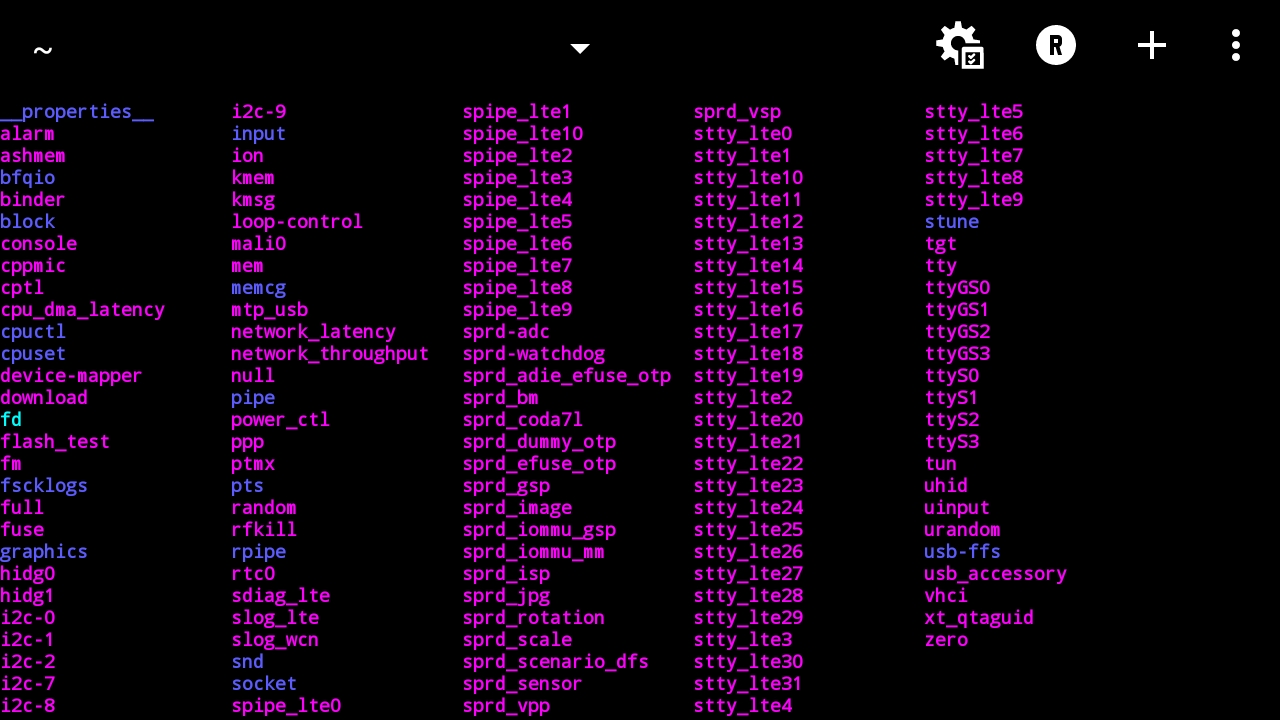 ~ R
__properties__ i2c-9 spipe_lte1 sprd_vsp stty_lte5
alarm input spipe_lte10 stty_lte0 stty_lte6
ashmem ion spipe_lte2 stty_lte1 stty_lte7
bfqio kmem spipe_lte3 stty_lte10 stty_lte8
binder kmsg spipe_lte4 stty_lte11 stty_lte9
block loop-control spipe_lte5 stty_lte12 stune
console mali0 spipe_lte6 stty_lte13 tgt
cppmic mem spipe_lte7 stty_lte14 tty
cptl memcg spipe_lte8 stty_lte15 ttyGS0
cpu_dma_latency mtp_usb spipe_lte9 stty_lte16 ttyGS1
cpuctl network_latency sprd-adc stty_lte17 ttyGS2
cpuset network_throughput sprd-watchdog stty_lte18 ttyGS3
device-mapper null sprd_adie_efuse_otp stty_lte19 ttyS0
download pipe sprd_bm stty_lte2 ttyS1
fd power_ctl sprd_coda7l stty_lte20 ttyS2
flash_test ppp sprd_dummy_otp stty_lte21 ttyS3
fm ptmx sprd_efuse_otp stty_lte22 tun
fscklogs pts sprd_gsp stty_lte23 uhid
full random sprd_image stty_lte24 uinput
fuse rfkill sprd_iommu_gsp stty_lte25 urandom
graphics rpipe sprd_iommu_mm stty_lte26 usb-ffs
hidg0 rtc0 sprd_isp stty_lte27 usb_accessory
hidg1 sdiag_lte sprd_jpg stty_lte28 vhci
i2c-0 slog_lte sprd_rotation stty_lte29 xt_qtaguid
i2c-1 slog_wcn sprd_scale stty_lte3 zero
i2c-2 snd sprd_scenario_dfs stty_lte30
i2c-7 socket sprd_sensor stty_lte31
i2c-8 spipe_lte0 sprd_vpp stty_lte4